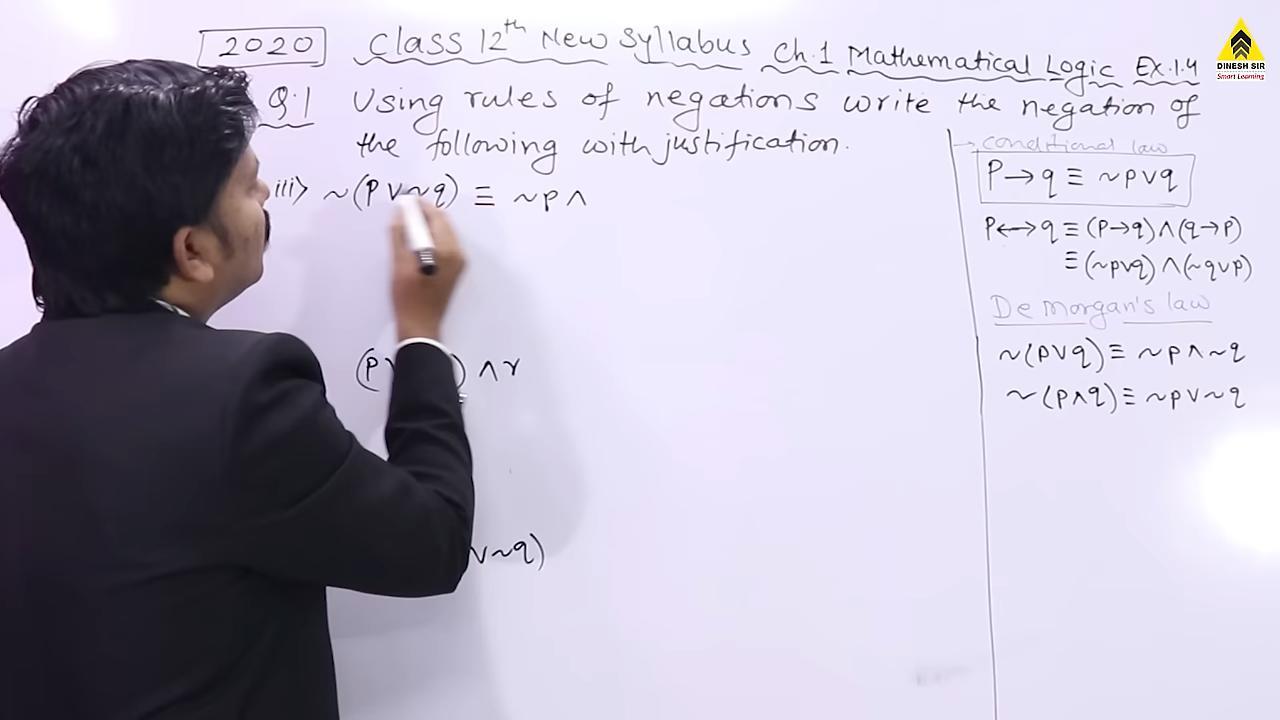 2020 Class 12th New Syllabus Ch.1 Mathematical Logic Ex.1.4
DINESH SIR
Smart Learning
Q.1 Using rules of negations write the negation of
the following with justification.
iii> ~(p ∨ ~q) ≡ ~p ∧
(p ) ∧ r
∨ ~q)
→ conditional law
P → q ≡ ~p ∨ q
P ↔ q ≡ (P → q) ∧ (q → P)
≡ (~p ∨ q) ∧ (~q ∨ p)
De morgan's law
~(p ∨ q) ≡ ~p ∧ ~q
~(p ∧ q) ≡ ~p ∨ ~q